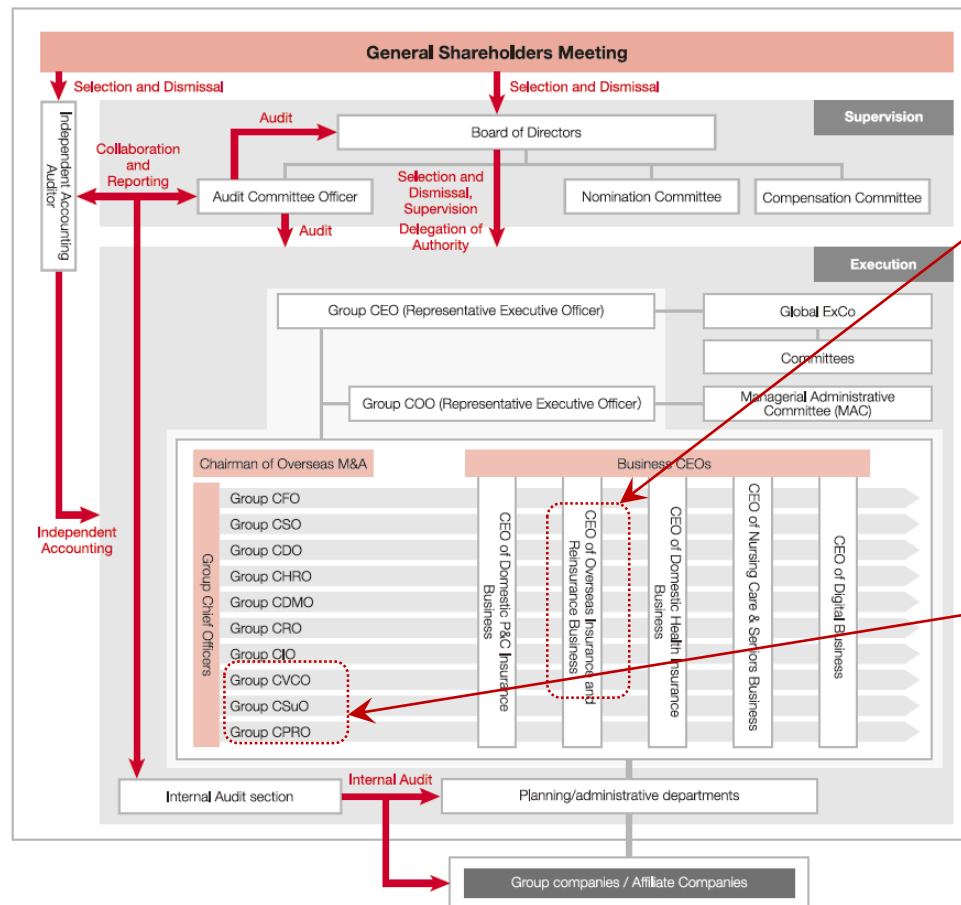 General Shareholders Meeting
Selection and Dismissal
Selection and Dismissal
Independent Accounting
Auditor
Supervision
Audit
Board of Directors
Collaboration
and
Reporting
Audit Committee Officer
Selection and
Dismissal,
Supervision
Nomination Committee
Compensation Committee
Audit
Delegation of
Authority
Execution
Group CEO (Representative Executive Officer)
Global ExCo
Committees
Group COO (Representative Executive Officer)
Managerial Administrative
Committee (MAC)
Chairman of Overseas M&A
Business CEOs
Group Chief Officers
Group CFO
Group CSO
Group CDO
Group CHRO
Group CDMO
Group CRO
Group CIO
Group CVCO
Group CSuO
Group CPRO
CEO of Domestic P&C Insurance
Business
CEO of Overseas Insurance and
Reinsurance Business
CEO of Domestic Health Insurance
Business
CEO of Nursing Care & Seniors Business
CEO of Digital Business
Independent
Accounting
Internal Audit section
Internal Audit
Planning/administrative departments
Group companies / Affiliate Companies